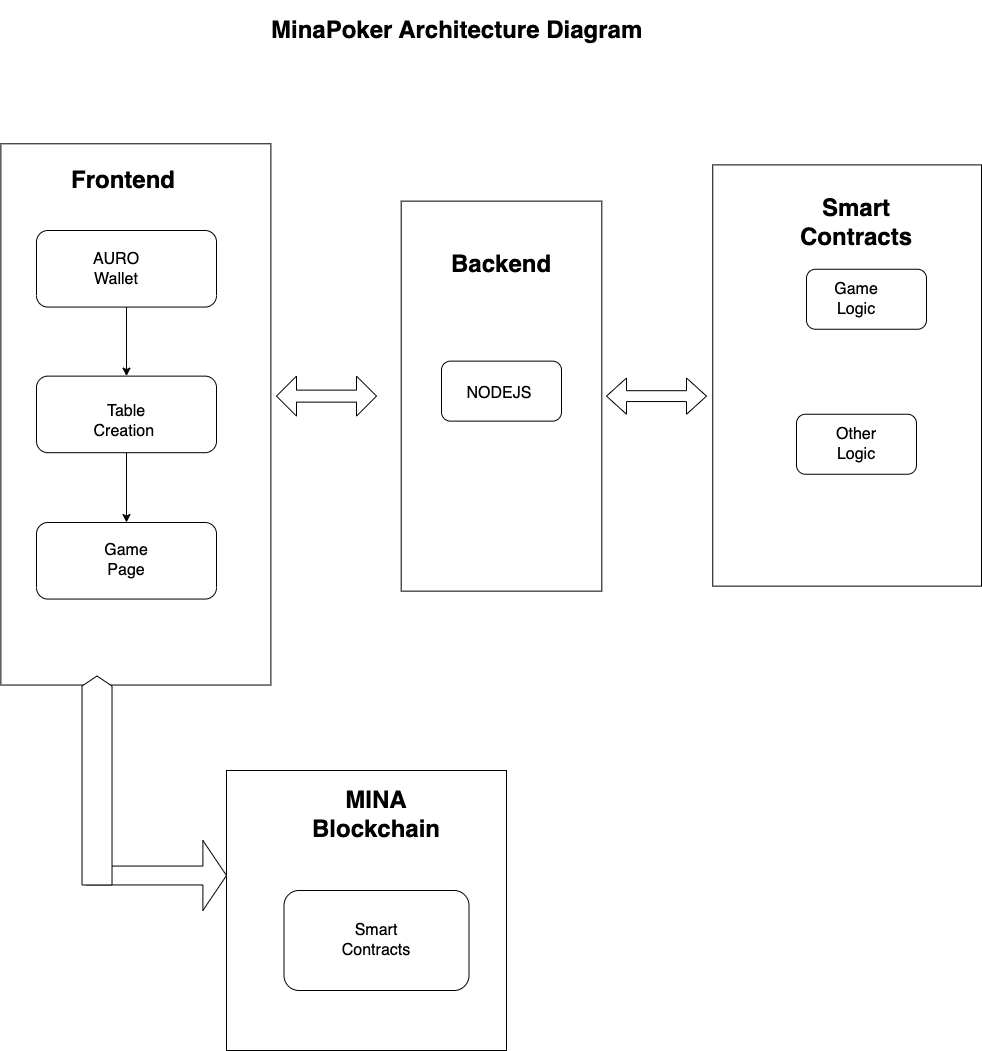 MinaPoker Architecture Diagram
Frontend
AURO
Wallet
Table
Creation
Game
Page
Backend
NODEJS
Smart
Contracts
Game
Logic
Other
Logic
MINA
Blockchain
Smart
Contracts